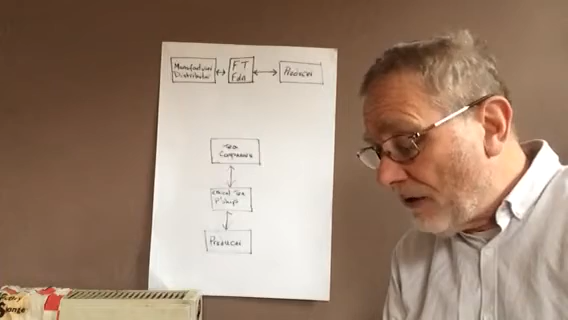 Manufacturer
Distributor
FT
Fdn
Producer
Tea
Companies
Ethical Tea
P'ship
Producer